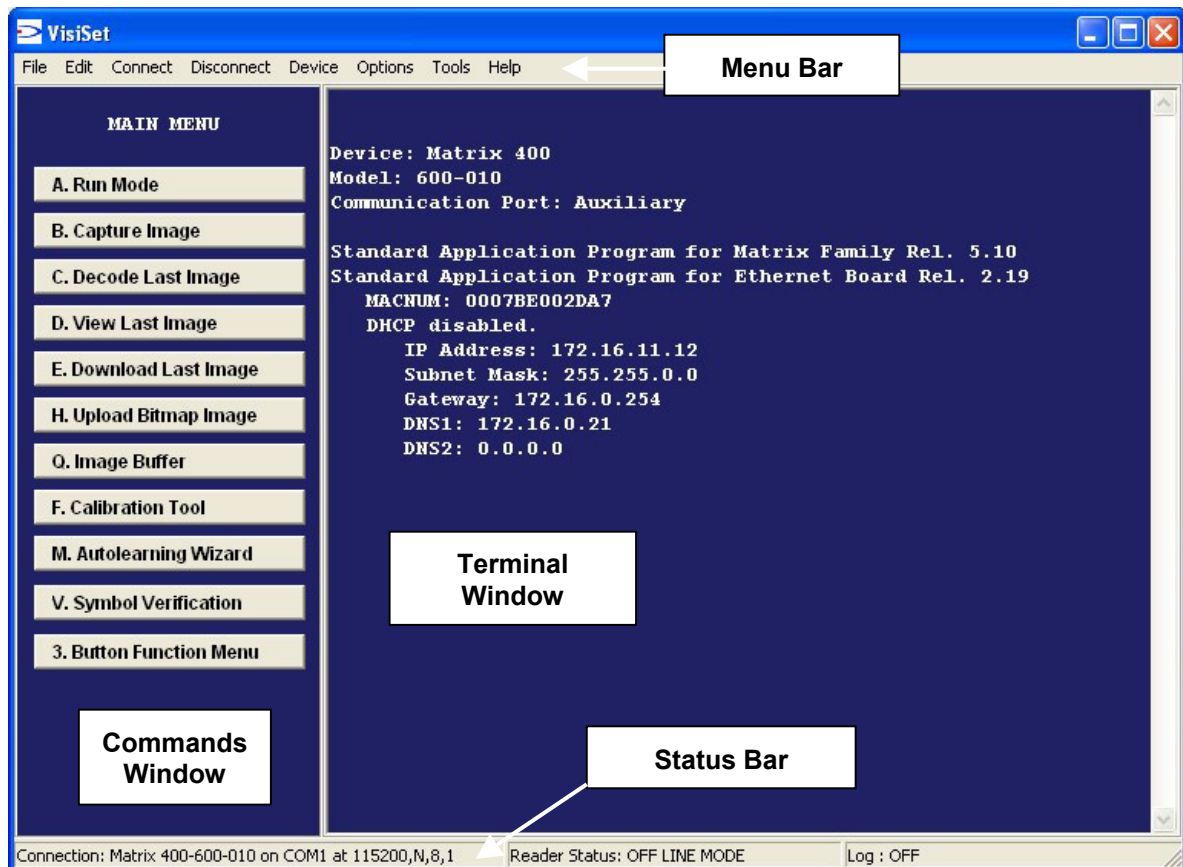 VisiSet
File Edit Connect Disconnect Device Options Tools Help
Menu Bar
MAIN MENU
A. Run Mode
B. Capture Image
C. Decode Last Image
D. View Last Image
E. Download Last Image
H. Upload Bitmap Image
Q. Image Buffer
F. Calibration Tool
M. Autolearning Wizard
V. Symbol Verification
3. Button Function Menu
Commands
Window
Device: Matrix 400
Model: 600-010
Communication Port: Auxiliary
Standard Application Program for Matrix Family Rel. 5.10
Standard Application Program for Ethernet Board Rel. 2.19
MACNUM: 0007BE002DA7
DHCP disabled.
IP Address: 172.16.11.12
Subnet Mask: 255.255.0.0
Gateway: 172.16.0.254
DNS1: 172.16.0.21
DNS2: 0.0.0.0
Terminal
Window
Status Bar
Connection: Matrix 400-600-010 on COM1 at 115200,N,8,1
Reader Status: OFF LINE MODE
Log : OFF